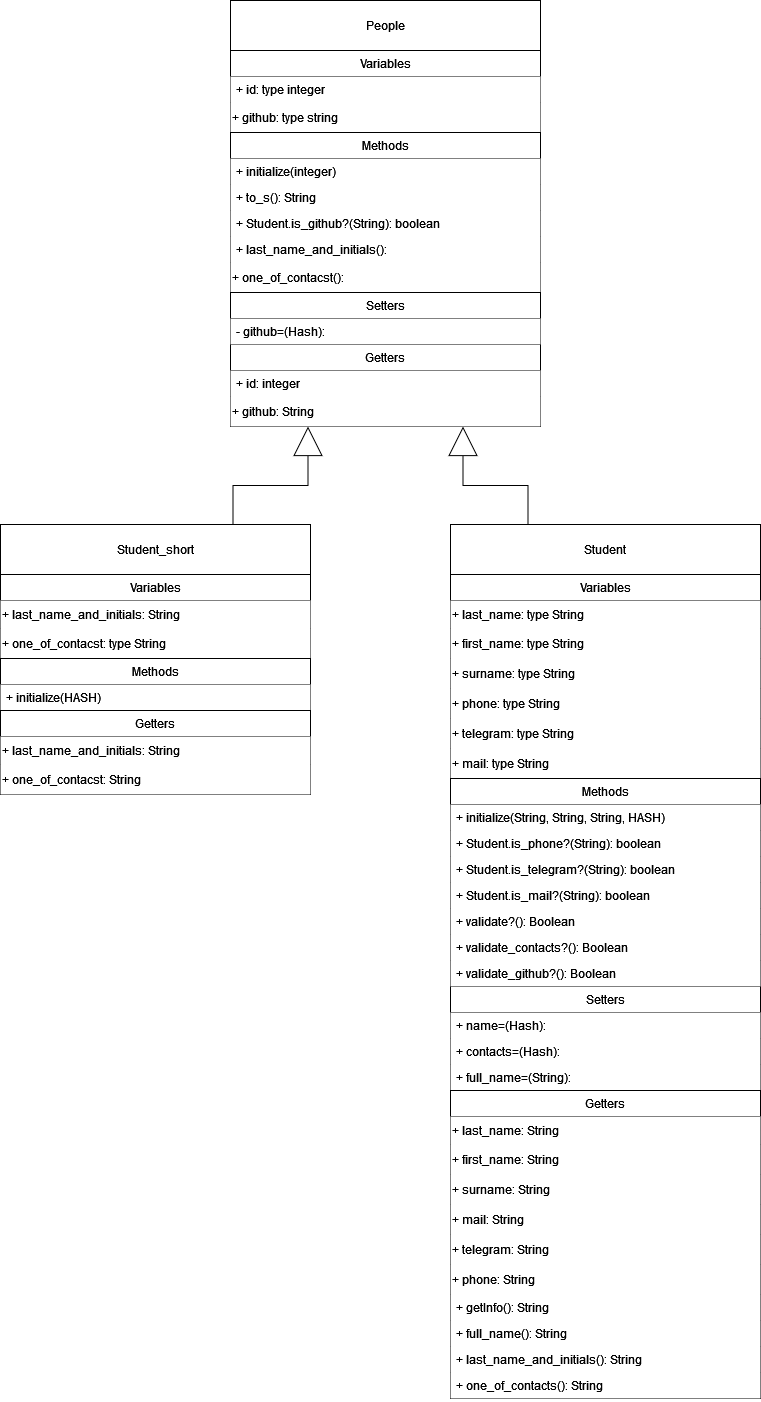 People
Variables
+ id: type integer
+ github: type string
Methods
+ initialize(integer)
+ to_s(): String
+ Student.is_github?(String): boolean
+ last_name_and_initials():
+ one_of_contacst():
Setters
- github=(Hash):
Getters
+ id: integer
+ github: String
Student_short
Variables
+ last_name_and_initials: String
+ one_of_contacst: type String
Methods
+ initialize(HASH)
Getters
+ last_name_and_initials: String
+ one_of_contacst: String
Student
Variables
+ last_name: type String
+ first_name: type String
+ surname: type String
+ phone: type String
+ telegram: type String
+ mail: type String
Methods
+ initialize(String, String, String, HASH)
+ Student.is_phone?(String): boolean
+ Student.is_telegram?(String): boolean
+ Student.is_mail?(String): boolean
+ validate?(): Boolean
+ validate_contacts?(): Boolean
+ validate_github?(): Boolean
Setters
+ name=(Hash):
+ contacts=(Hash):
+ full_name=(String):
Getters
+ last_name: String
+ first_name: String
+ surname: String
+ mail: String
+ telegram: String
+ phone: String
+ getInfo(): String
+ full_name(): String
+ last_name_and_initials(): String
+ one_of_contacts(): String